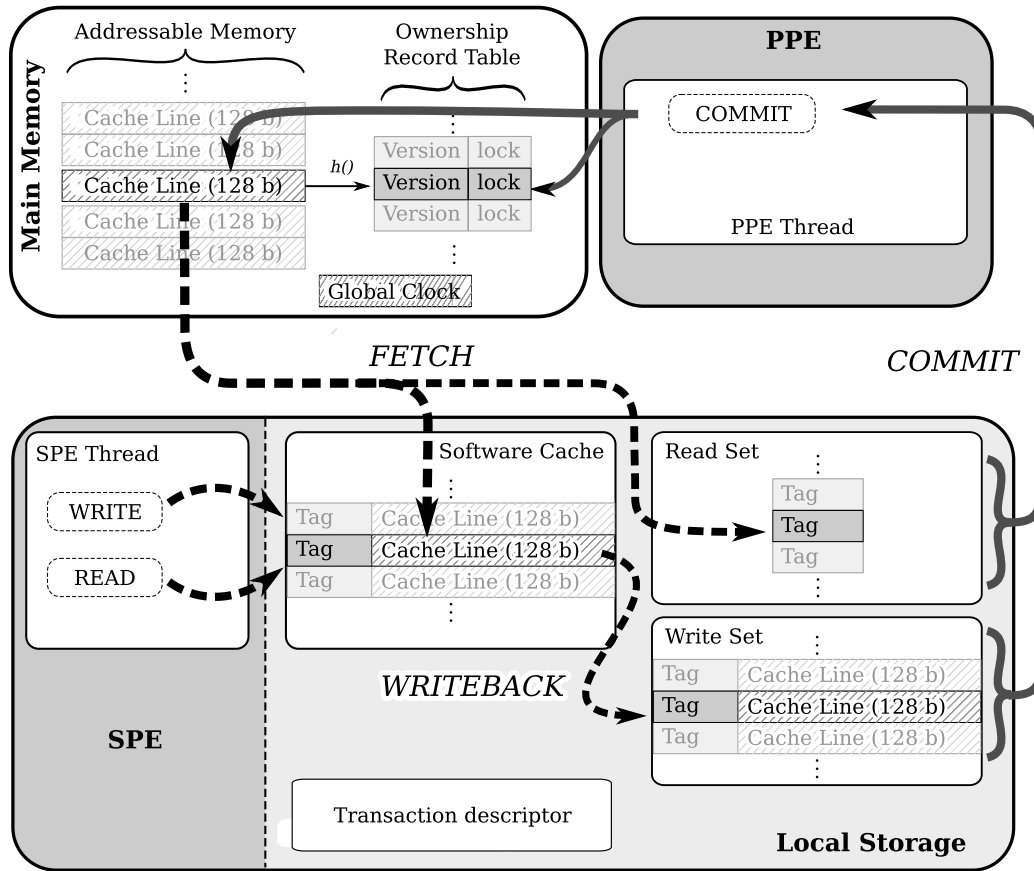 Main Memory
Addressable Memory
Cache Line (128 b)
Cache Line (128 b)
Cache Line (128 b)
Cache Line (128 b)
Cache Line (128 b)
h()
Ownership
Record Table
Version lock
Version lock
Version lock
Global Clock
PPE
COMMIT
PPE Thread
FETCH
COMMIT
SPE Thread
WRITE
READ
SPE
Software Cache
Tag Cache Line (128 b)
Tag Cache Line (128 b)
Tag Cache Line (128 b)
WRITEBACK
Transaction descriptor
Read Set
Tag
Tag
Tag
Write Set
Tag Cache Line (128 b)
Tag Cache Line (128 b)
Tag Cache Line (128 b)
Local Storage